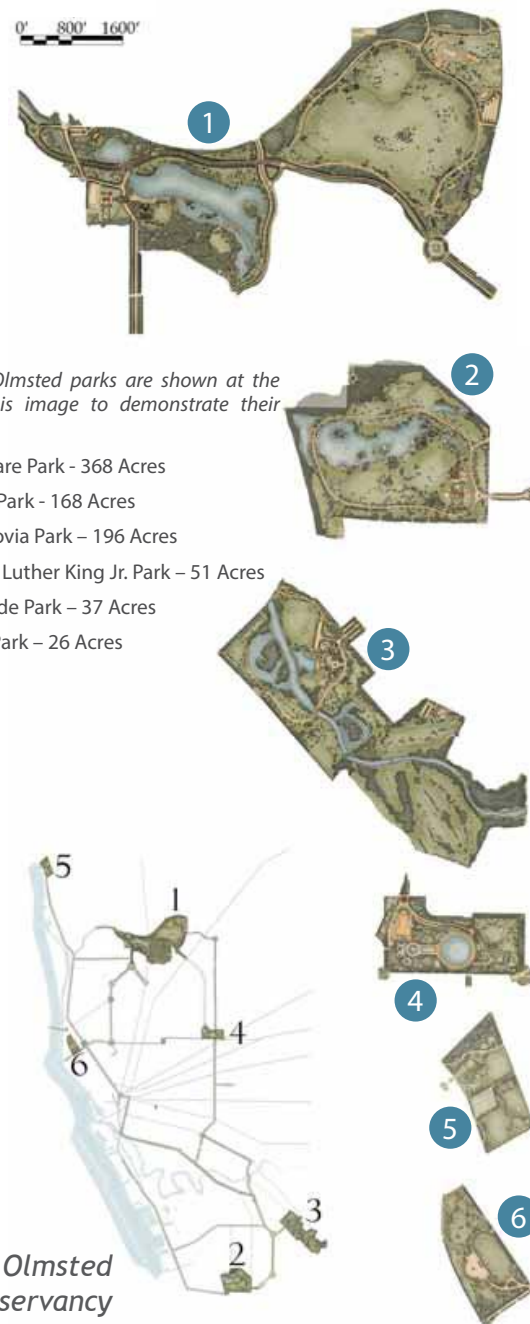 0' 800' 1600'
1
Olmsted parks are shown at the
is image to demonstrate their
2
are Park - 368 Acres
Park - 168 Acres
ovia Park – 196 Acres
Luther King Jr. Park – 51 Acres
de Park – 37 Acres
Park – 26 Acres
3
5
1
4
4
6
5
3
2
6
Olmsted
servancy